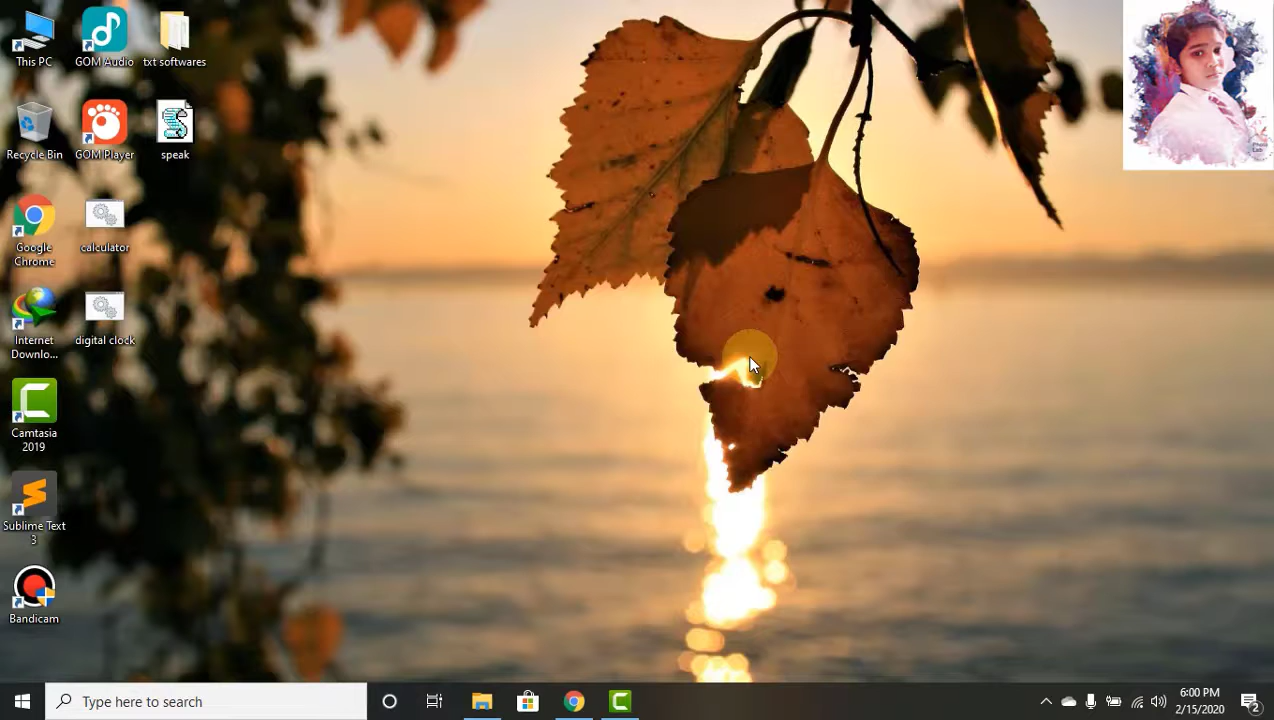 This PC
GOM Audio
txt softwares
Recycle Bin
GOM Player
speak
Google
Chrome
calculator
Internet
Downlo...
digital clock
Camtasia
2019
Sublime Text
3
Bandicam
Type here to search
6:00 PM
2/15/2020
2